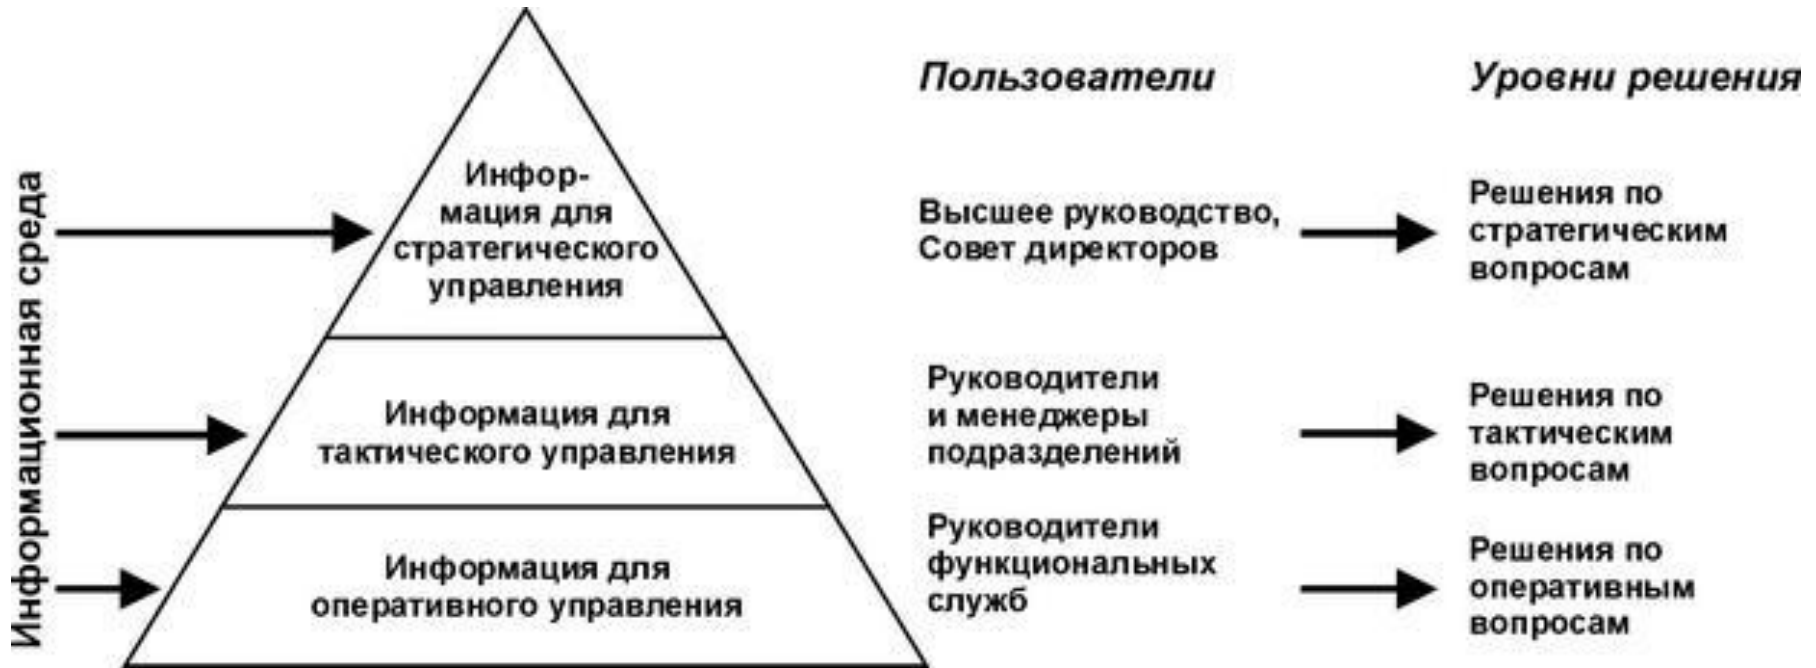 Информационная среда
Пользователи
Уровни решения
Инфор-
мация для
стратегического
управления
Высшее руководство,
Совет директоров
Решения по
стратегическим
вопросам
Информация для
тактического управления
Руководители
и менеджеры
подразделений
Решения по
тактическим
вопросам
Информация для
оперативного управления
Руководители
функциональных
служб
Решения по
оперативным
вопросам